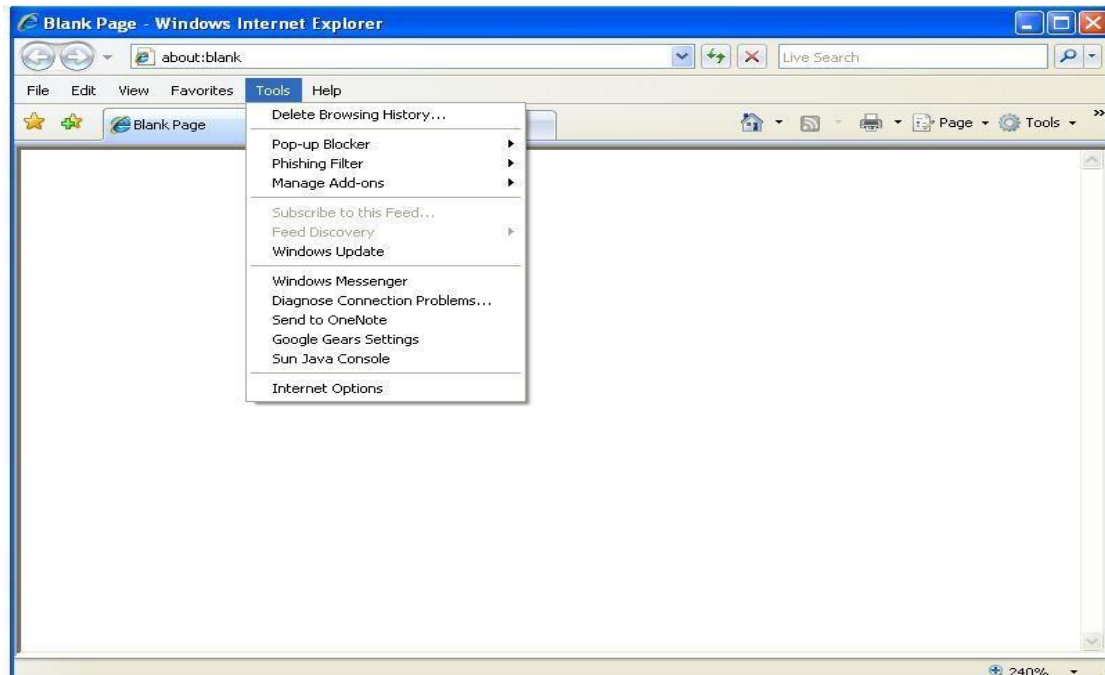 Blank Page - Windows Internet Explorer
about:blank
Live Search
File Edit View Favorites Tools Help
Blank Page
Page Tools
Delete Browsing History...
Pop-up Blocker
Phishing Filter
Manage Add-ons
Subscribe to this Feed...
Feed Discovery
Windows Update
Windows Messenger
Diagnose Connection Problems...
Send to OneNote
Google Gears Settings
Sun Java Console
Internet Options
240%